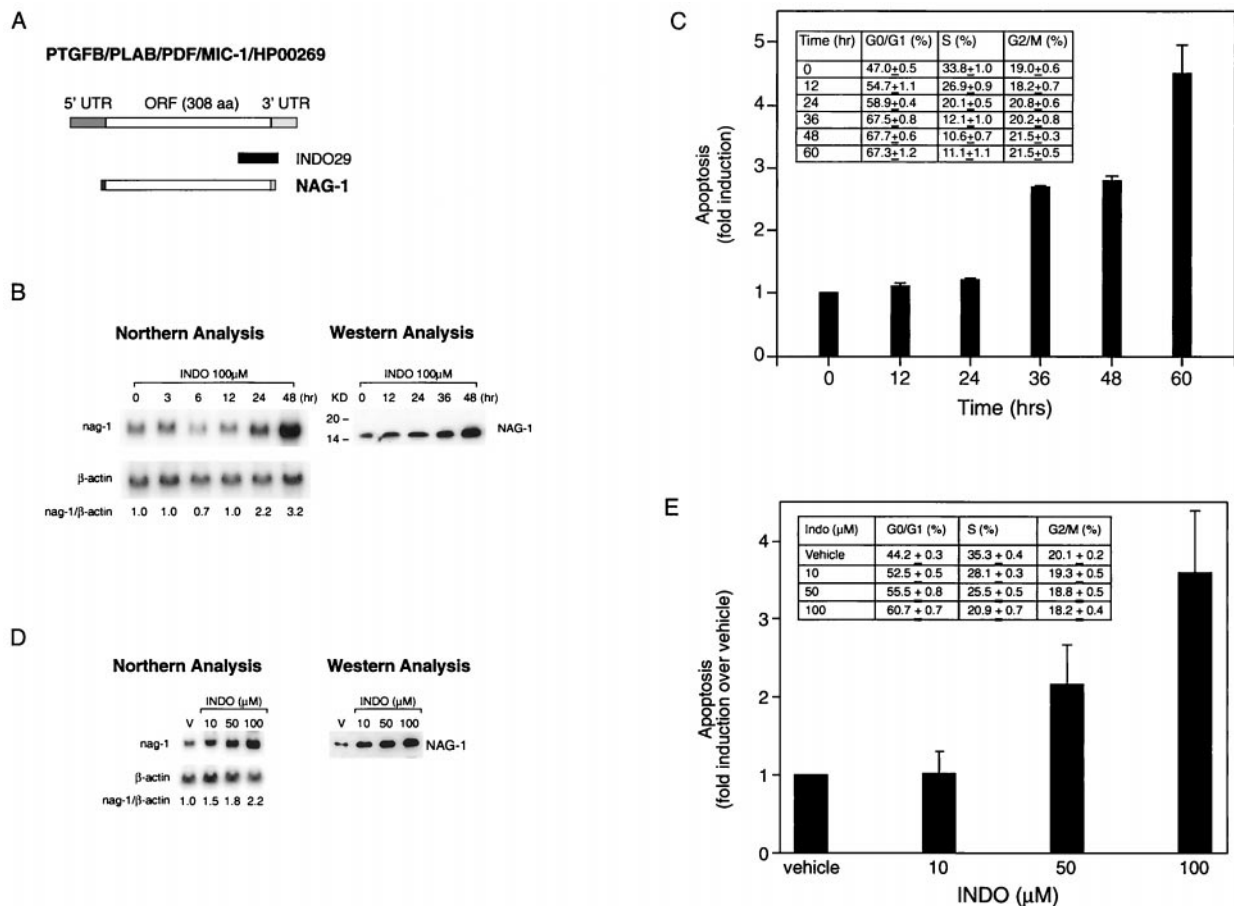 A
PTGFB/PLAB/PDF/MIC-1/HP00269
5' UTR ORF (308 aa) 3' UTR
INDO29
NAG-1
B
Northern Analysis
INDO 100µM
0 3 6 12 24 48 (hr)
nag-1
β-actin
nag-1/β-actin 1.0 1.0 0.7 1.0 2.2 3.2
Western Analysis
INDO 100µM
KD 0 12 24 36 48 (hr)
20 –
14 –
NAG-1
C
Apoptosis
(fold induction)
5
4
3
2
1
0
Time (hr) G0/G1 (%) S (%) G2/M (%)
0 47.0±0.5 33.8±1.0 19.0±0.6
12 54.7±1.1 26.9±0.9 18.2±0.7
24 58.9±0.4 20.1±0.5 20.8±0.6
36 67.5±0.8 12.1±1.0 20.2±0.8
48 67.7±0.6 10.6±0.7 21.5±0.3
60 67.3±1.2 11.1±1.1 21.5±0.5
0 12 24 36 48 60
Time (hrs)
D
Northern Analysis
INDO (µM)
V 10 50 100
nag-1
β-actin
nag-1/β-actin 1.0 1.5 1.8 2.2
Western Analysis
INDO (µM)
V 10 50 100
NAG-1
E
Apoptosis
(fold induction over vehicle)
4
3
2
1
0
Indo (µM) G0/G1 (%) S (%) G2/M (%)
Vehicle 44.2 ± 0.3 35.3 ± 0.4 20.1 ± 0.2
10 52.5 ± 0.5 28.1 ± 0.3 19.3 ± 0.5
50 55.5 ± 0.8 25.5 ± 0.5 18.8 ± 0.5
100 60.7 ± 0.7 20.9 ± 0.7 18.2 ± 0.4
vehicle 10 50 100
INDO (µM)